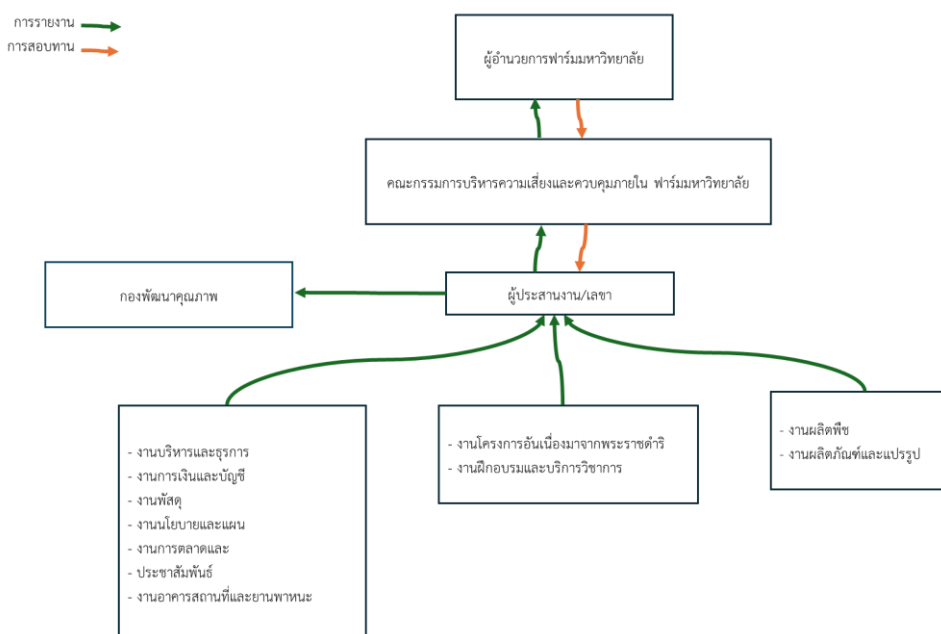 การรายงาน
การสอบทาน
ผู้อำนวยการฟาร์มมหาวิทยาลัย
คณะกรรมการบริหารความเสี่ยงและควบคุมภายใน ฟาร์มมหาวิทยาลัย
กองพัฒนาคุณภาพ
ผู้ประสานงาน/เลขา
- งานบริหารและธุรการ
- งานการเงินและบัญชี
- งานพัสดุ
- งานนโยบายและแผน
- งานการตลาดและ
- ประชาสัมพันธ์
- งานอาคารสถานที่และยานพาหนะ
- งานโครงการอันเนื่องมาจากพระราชดำริ
- งานฝึกอบรมและบริการวิชาการ
- งานผลิตพืช
- งานผลิตภัณฑ์และแปรรูป